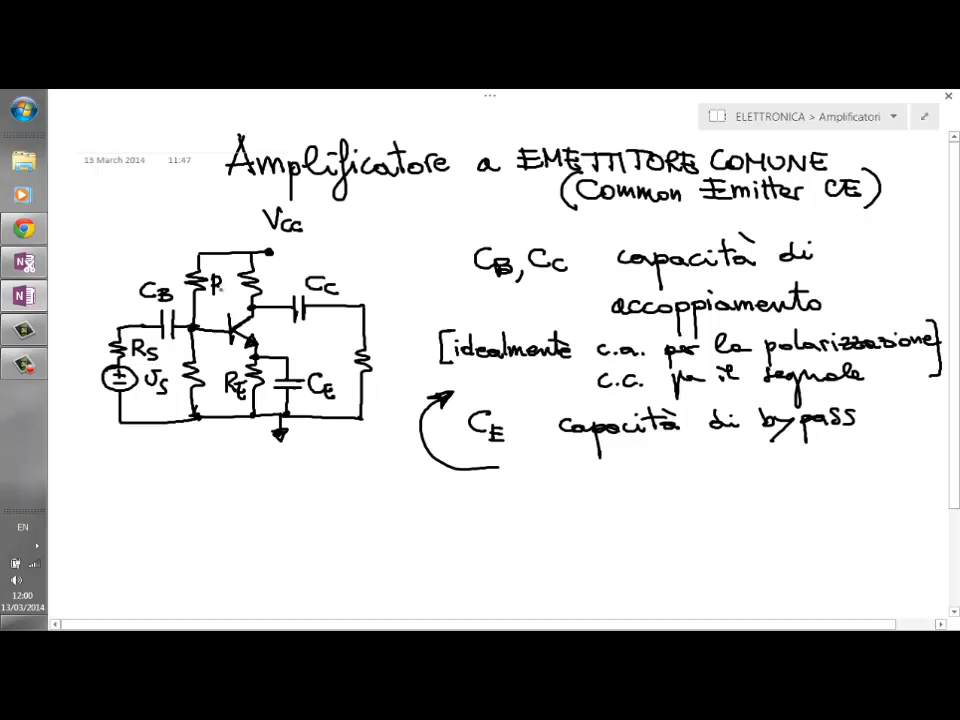 ELETTRONICA > Amplificatori
13 March 2014 11:47
Amplificatore a EMETTITORE COMUNE
(Common Emitter CE)
VCC
CB, CC capacità di
accoppiamento
[idealmente c.a. per la polarizzazione]
c.c. per il segnale
CE capacità di bypass
CB
R
CC
RS
VS
RE
CE
EN
12:00
13/03/2014